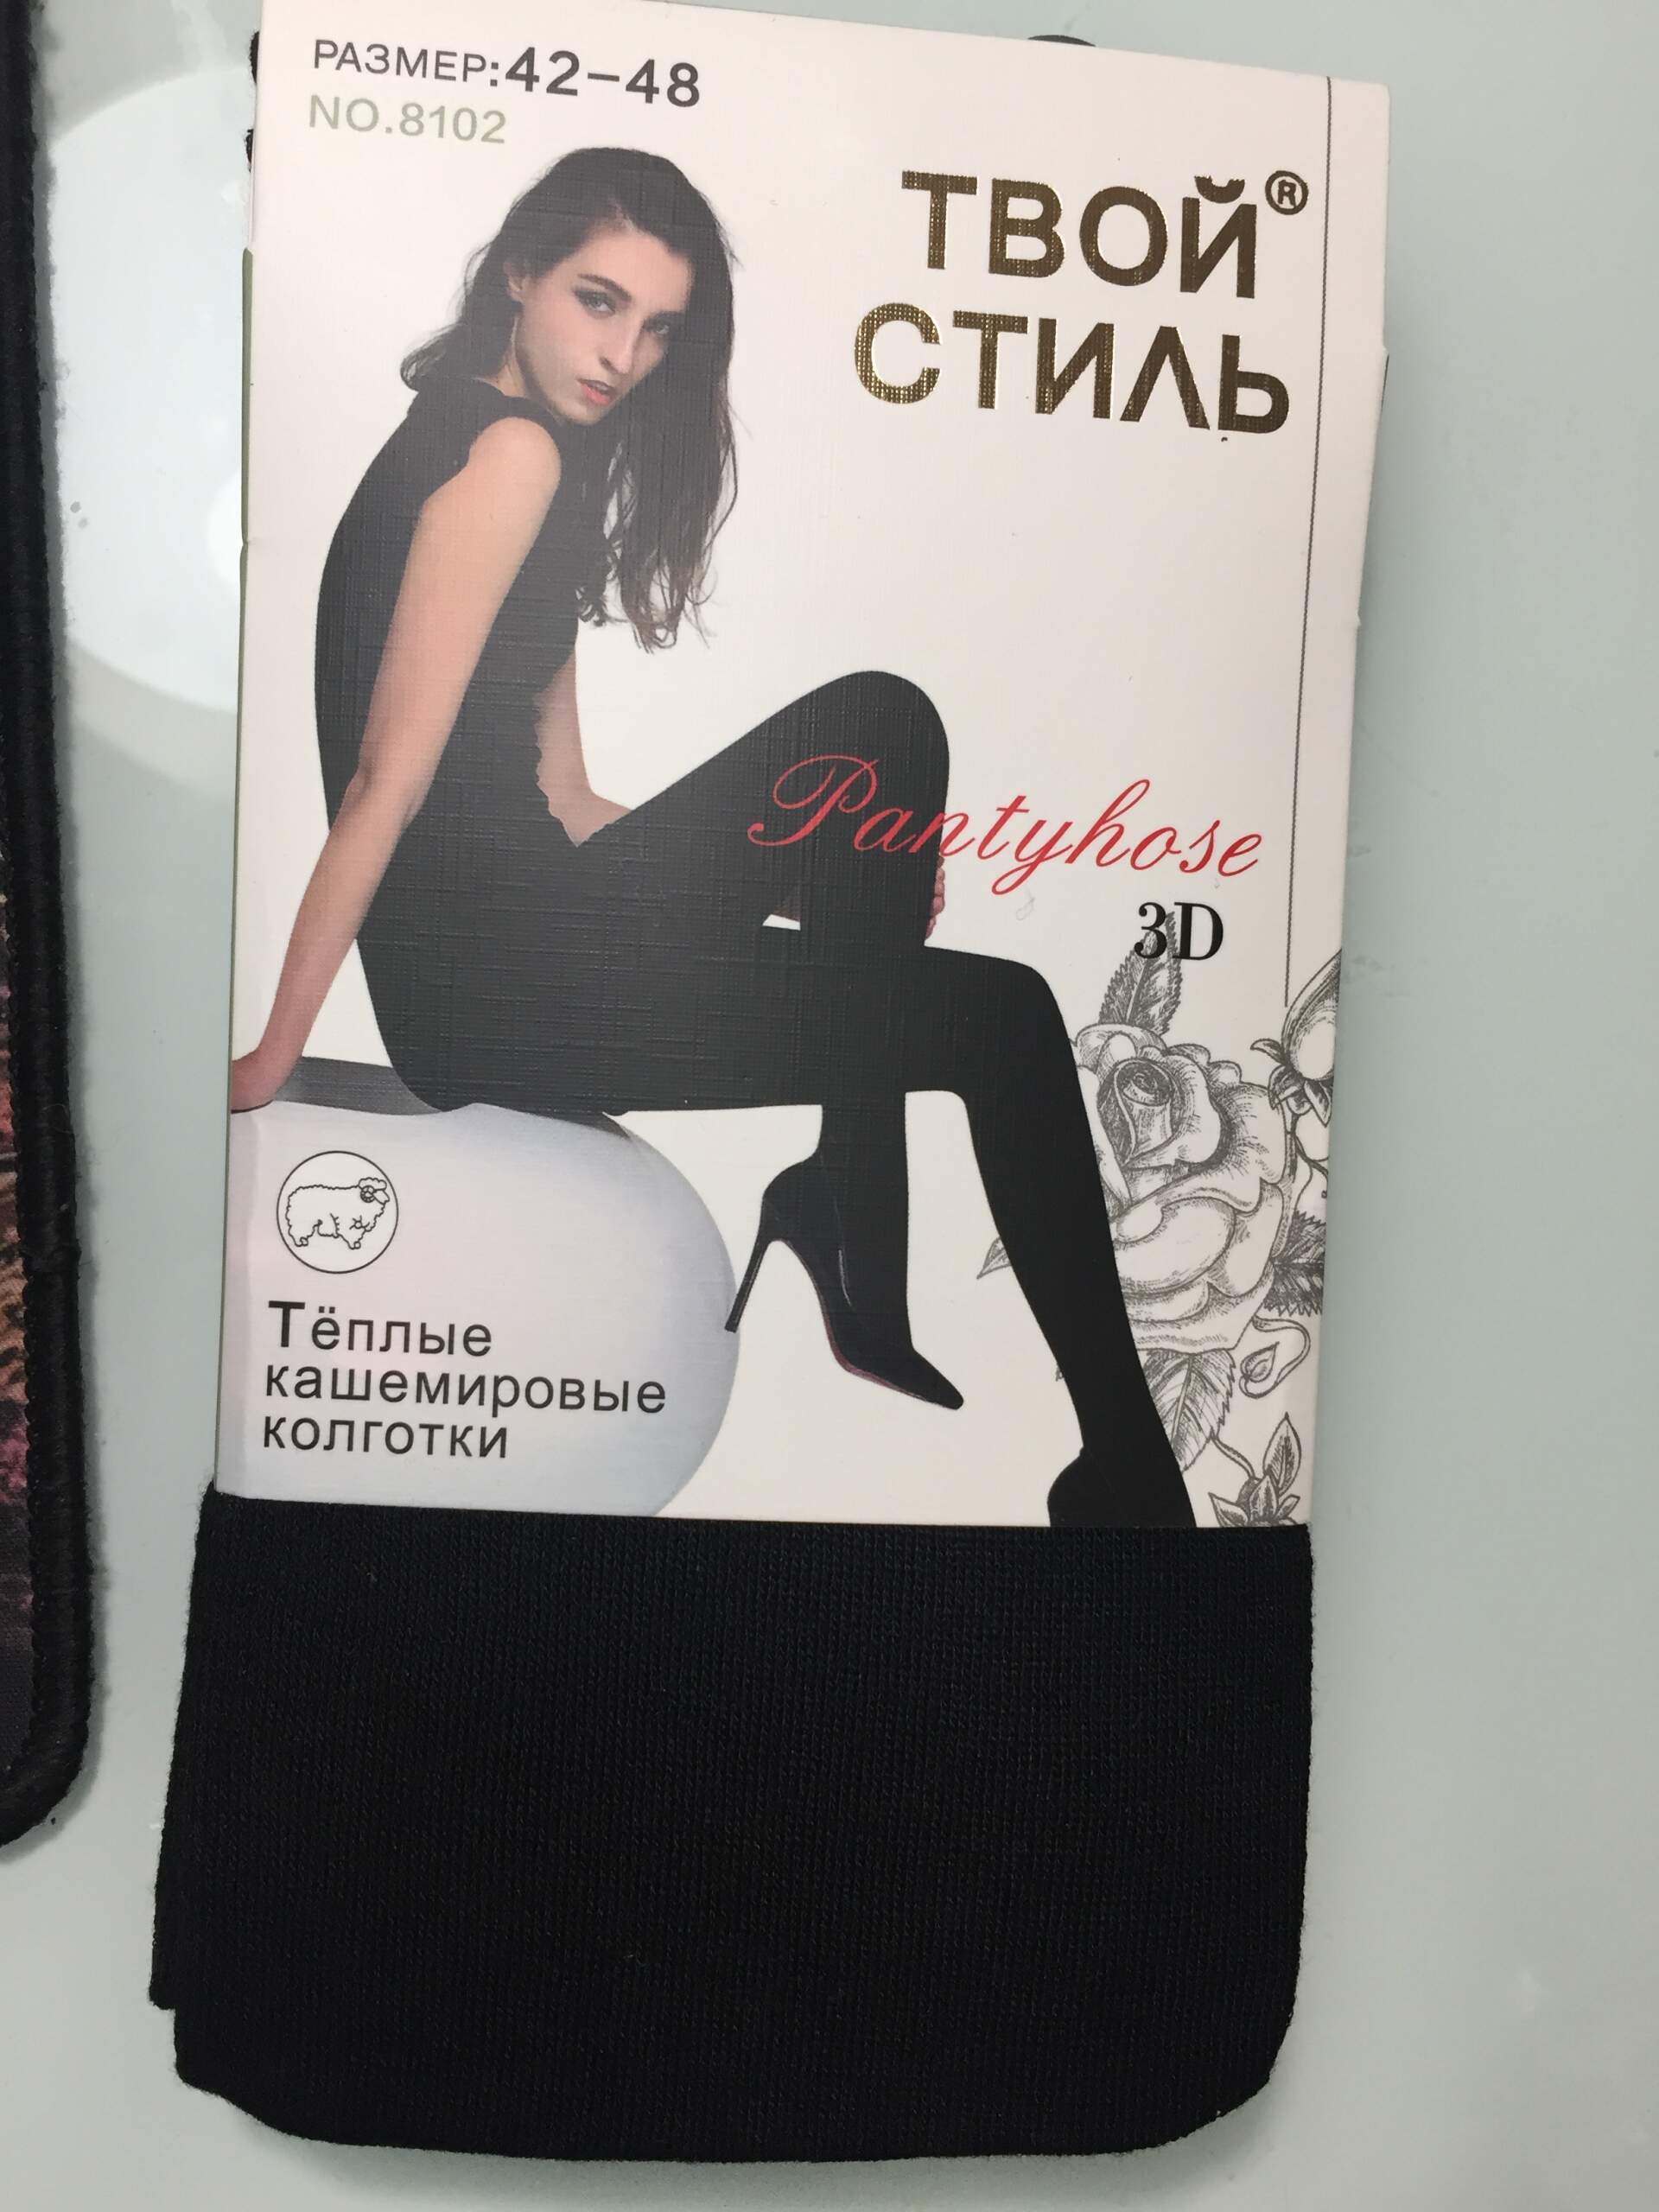 РАЗМЕР:42-48
NO.8102
ТВОЙ®
СТИЛЬ
Pantyhose
3D
Тёплые
кашемировые
колготки